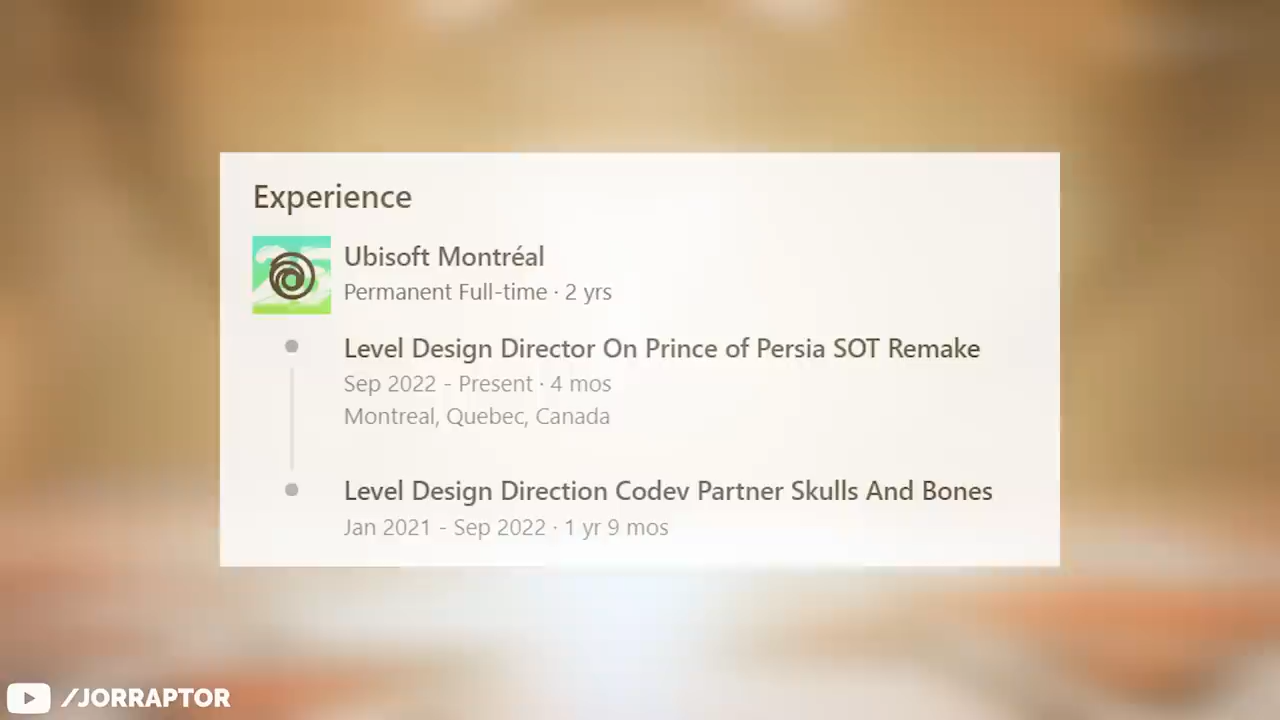 Experience
Ubisoft Montréal
Permanent Full-time · 2 yrs
Level Design Director On Prince of Persia SOT Remake
Sep 2022 - Present · 4 mos
Montreal, Quebec, Canada
Level Design Direction Codev Partner Skulls And Bones
Jan 2021 - Sep 2022 · 1 yr 9 mos
/JORRAPTOR